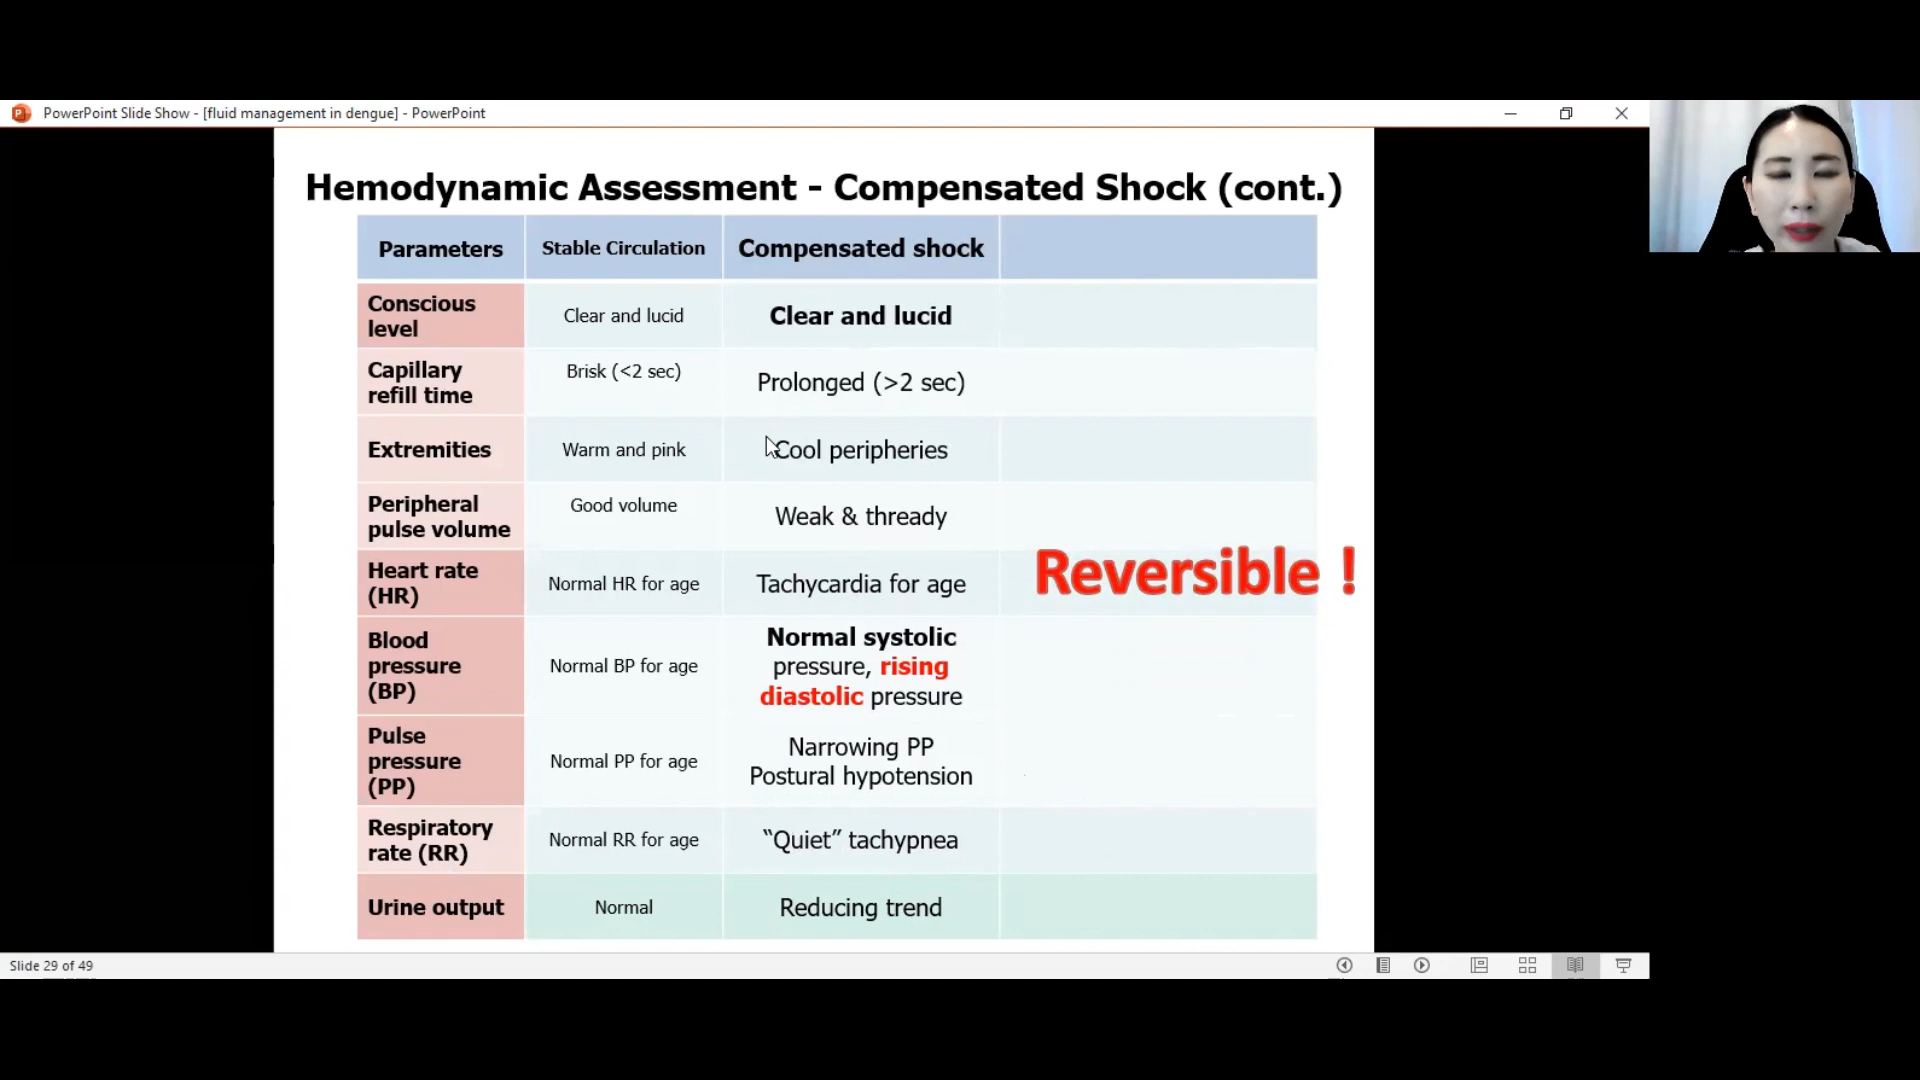 PowerPoint Slide Show - [fluid management in dengue] - PowerPoint
Hemodynamic Assessment - Compensated Shock (cont.)
Parameters Stable Circulation Compensated shock
Conscious
level
Clear and lucid
Clear and lucid
Capillary
refill time
Brisk (<2 sec)
Prolonged (>2 sec)
Extremities
Warm and pink
Cool peripheries
Peripheral
pulse volume
Good volume
Weak & thready
Heart rate
(HR)
Normal HR for age
Tachycardia for age
Reversible !
Blood
pressure
(BP)
Normal BP for age
Normal systolic
pressure, rising
diastolic pressure
Pulse
pressure
(PP)
Normal PP for age
Narrowing PP
Postural hypotension
Respiratory
rate (RR)
Normal RR for age
“Quiet” tachypnea
Urine output
Normal
Reducing trend
Slide 29 of 49